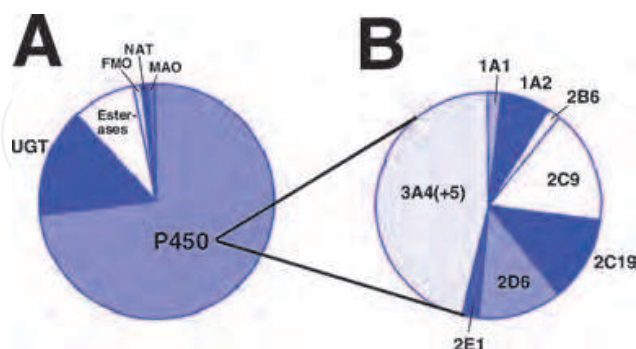 A
NAT
FMO
MAO
Ester-
ases
UGT
P450
B
1A1
1A2
2B6
2C9
3A4(+5)
2C19
2D6
2E1